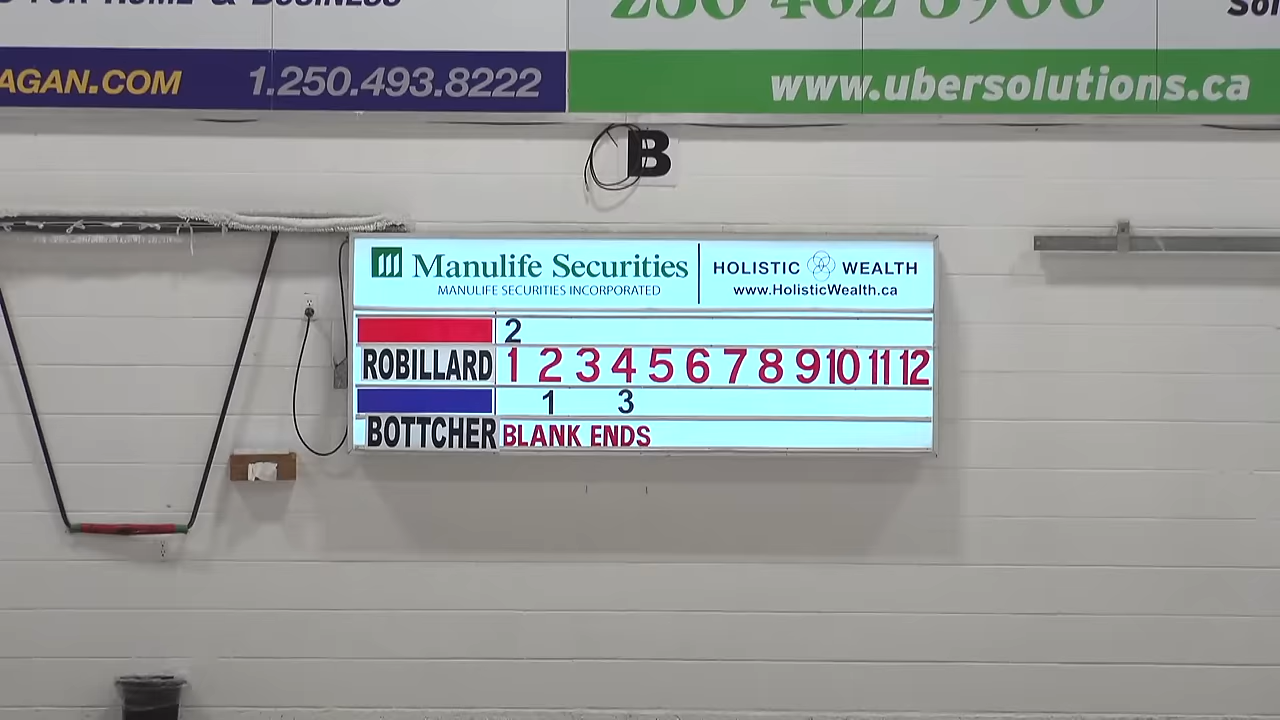 & BUSINESS
AGAN.COM 1.250.493.8222
www.ubersolutions.ca
B
Manulife Securities
MANULIFE SECURITIES INCORPORATED
HOLISTIC WEALTH
www.HolisticWealth.ca
2
ROBILLARD 1 2 3 4 5 6 7 8 9 10 11 12
1 3
BOTTCHER BLANK ENDS